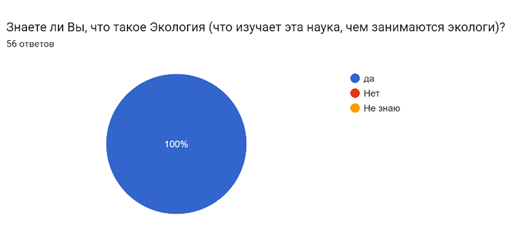 Знаете ли Вы, что такое Экология (что изучает эта наука, чем занимаются экологи)?
56 ответов
да
Нет
Не знаю
100%